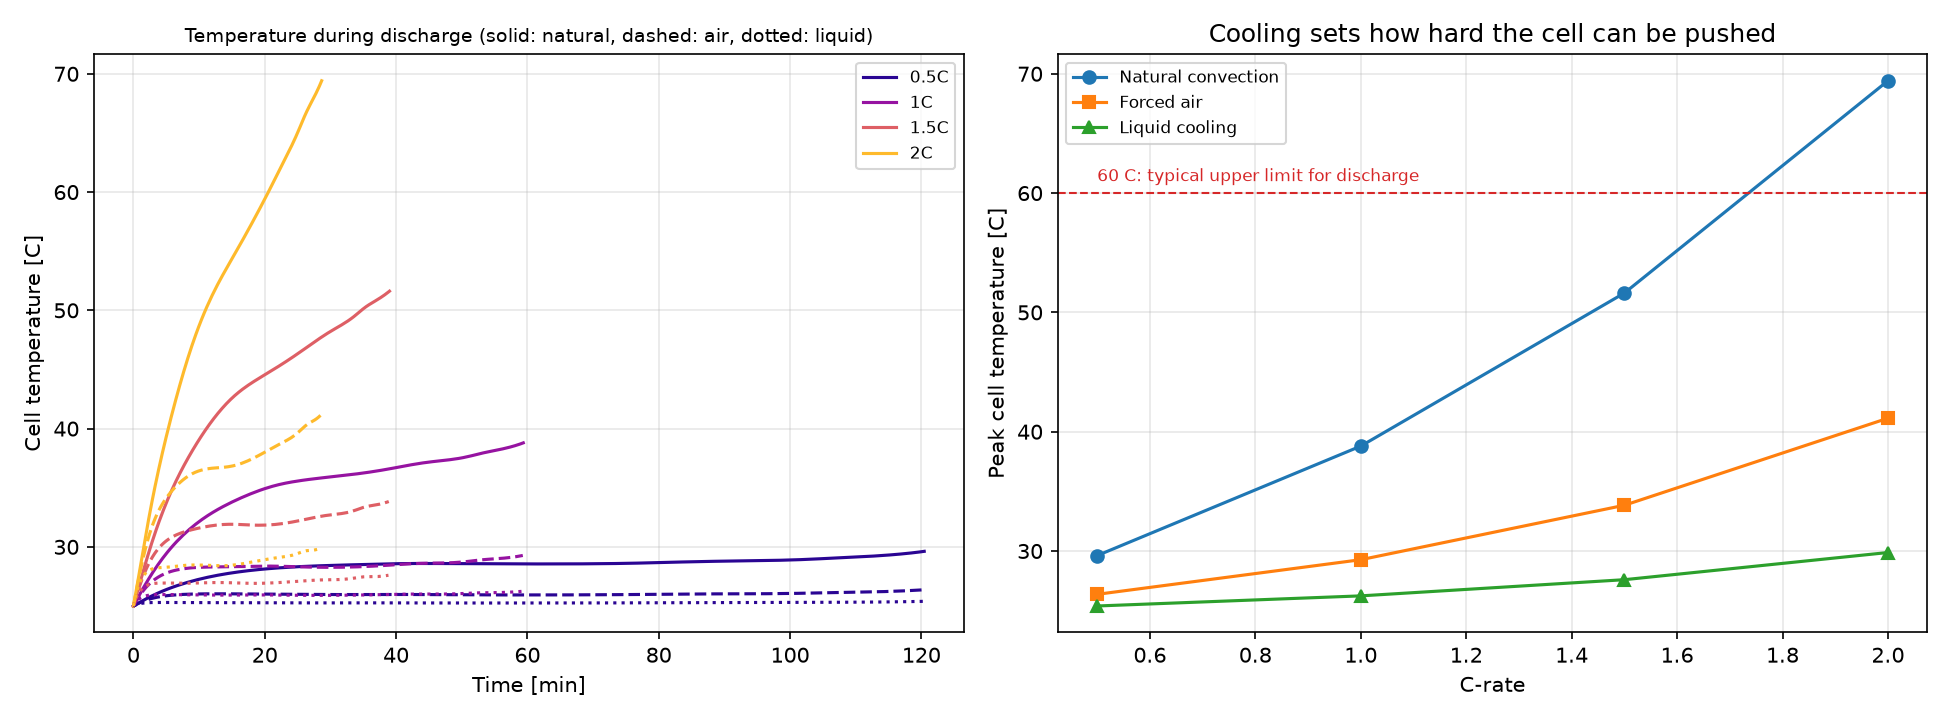 Temperature during discharge (solid: natural, dashed: air, dotted: liquid)
Cell temperature [C]
70
60
50
40
30
0.5C
1C
1.5C
2C
0 20 40 60 80 100 120
Time [min]
Cooling sets how hard the cell can be pushed
Peak cell temperature [C]
70
60
50
40
30
Natural convection
Forced air
Liquid cooling
60 C: typical upper limit for discharge
0.6 0.8 1.0 1.2 1.4 1.6 1.8 2.0
C-rate